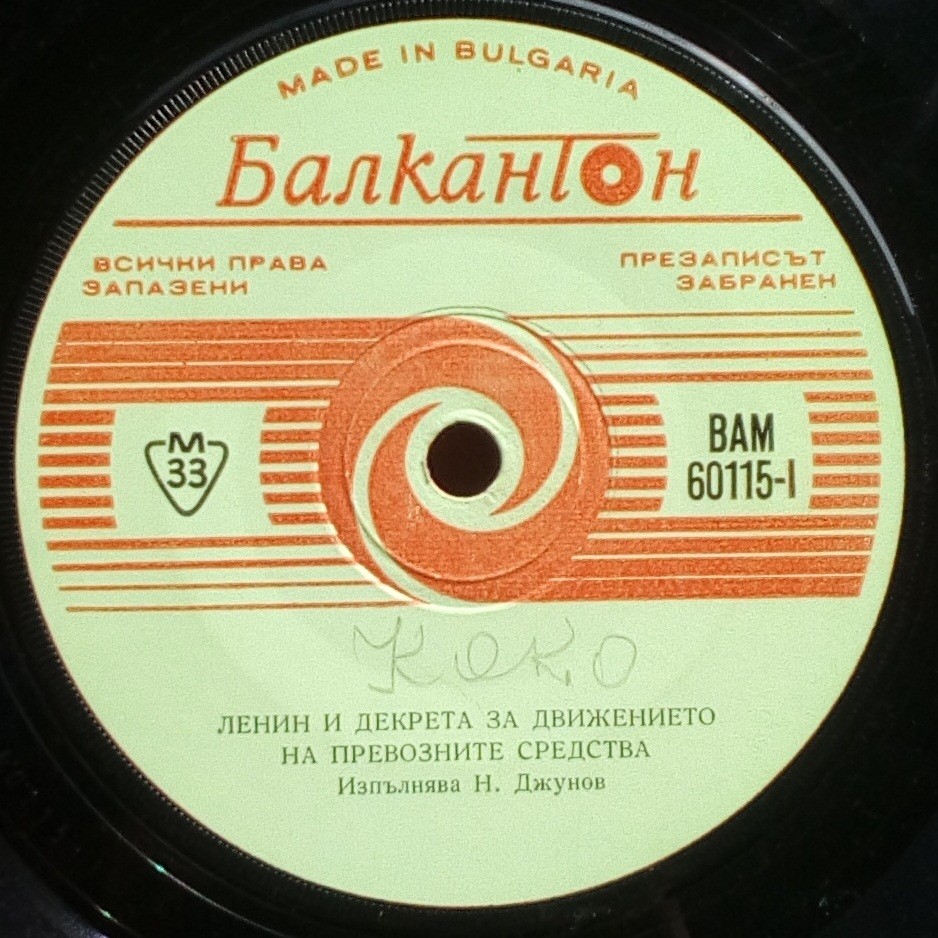 MADE IN BULGARIA
Балкантон
ВСИЧКИ ПРАВА
ЗАПАЗЕНИ
ПРЕЗАПИСЪТ
ЗАБРАНЕН
М
33
ВАМ
60115-I
Коко
ЛЕНИН И ДЕКРЕТА ЗА ДВИЖЕНИЕТО
НА ПРЕВОЗНИТЕ СРЕДСТВА
Изпълнява Н. Джунов